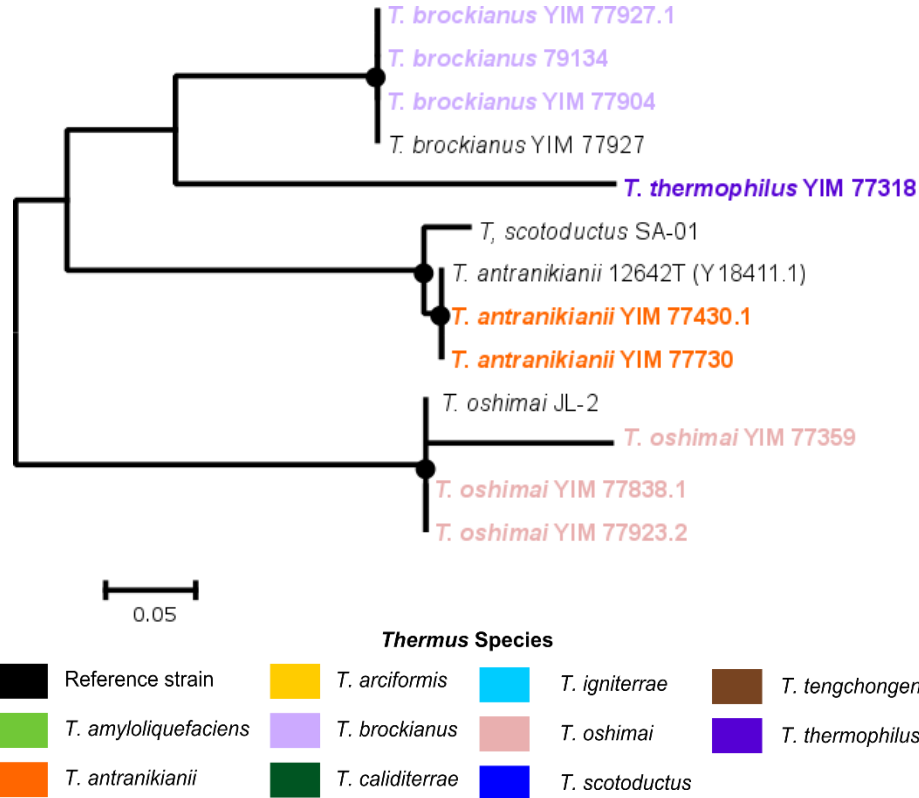 T. brockianus YIM 77927.1
T. brockianus 79134
T. brockianus YIM 77904
T. brockianus YIM 77927
T. thermophilus YIM 77318
T, scotoductus SA-01
T. antranikianii 12642T (Y18411.1)
T. antranikianii YIM 77430.1
T. antranikianii YIM 77730
T. oshimai JL-2
T. oshimai YIM 77359
T. oshimai YIM 77838.1
T. oshimai YIM 77923.2
0.05
Thermus Species
Reference strain
T. arciformis
T. igniterrae
T. tengchongen
T. amyloliquefaciens
T. brockianus
T. oshimai
T. thermophilus
T. antranikianii
T. caliditerrae
T. scotoductus